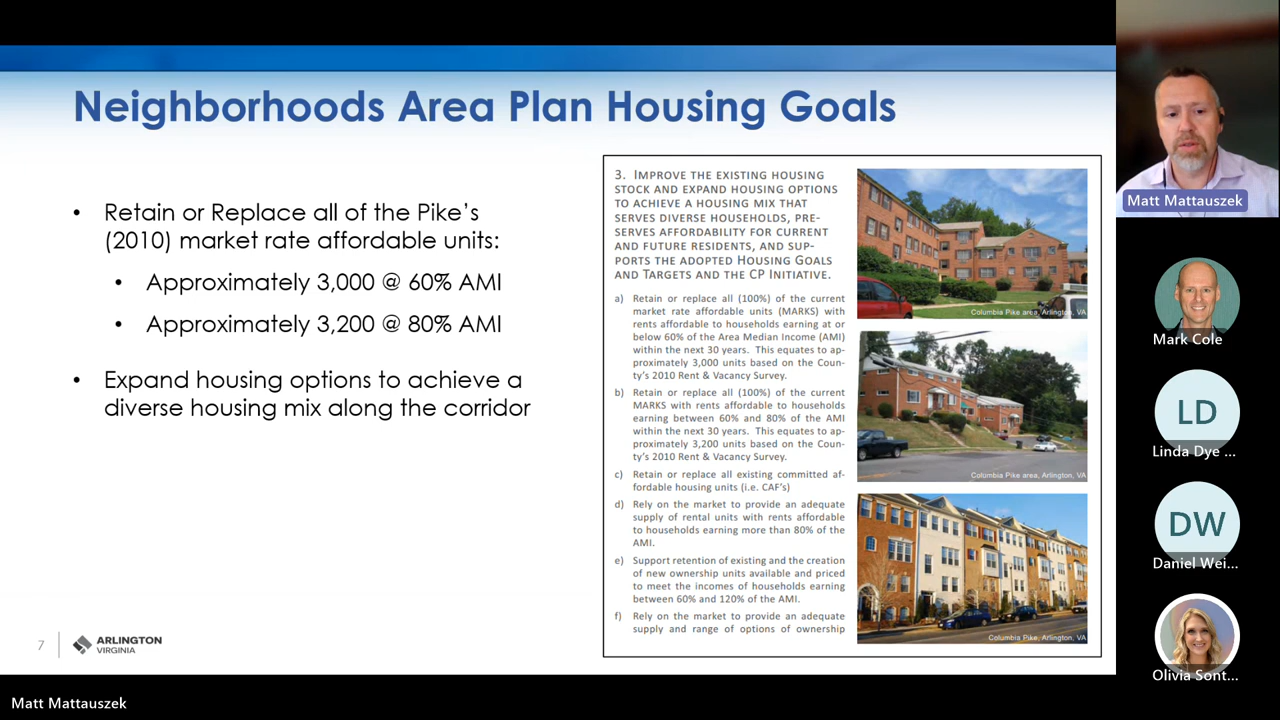 Neighborhoods Area Plan Housing Goals
• Retain or Replace all of the Pike's
(2010) market rate affordable units:
• Approximately 3,000 @ 60% AMI
• Approximately 3,200 @ 80% AMI
• Expand housing options to achieve a
diverse housing mix along the corridor
3. IMPROVE THE EXISTING HOUSING
STOCK AND EXPAND HOUSING OPTIONS
TO ACHIEVE A HOUSING MIX THAT
SERVES DIVERSE HOUSEHOLDS, PRE-
SERVES AFFORDABILITY FOR CURRENT
AND FUTURE RESIDENTS, AND SUP-
PORTS THE ADOPTED HOUSING GOALS
AND TARGETS AND THE CP INITIATIVE.
a) Retain or replace all (100%) of the current
market rate affordable units (MARKS) with
rents affordable to households earning at or
below 60% of the Area Median Income (AMI)
within the next 30 years. This equates to ap-
proximately 3,000 units based on the Coun-
ty's 2010 Rent & Vacancy Survey.
b) Retain or replace all (100%) of the current
MARKS with rents affordable to households
earning between 60% and 80% of the AMI
within the next 30 years. This equates to ap-
proximately 3,200 units based on the Coun-
ty's 2010 Rent & Vacancy Survey.
c) Retain or replace all existing committed af-
fordable housing units (i.e. CAF's)
d) Rely on the market to provide an adequate
supply of rental units with rents affordable
to households earning more than 80% of the
AMI.
e) Support retention of existing and the creation
of new ownership units available and priced
to meet the incomes of households earning
between 60% and 120% of the AMI.
f) Rely on the market to provide an adequate
supply and range of options of ownership
Columbia Pike area, Arlington, VA
Columbia Pike area, Arlington, VA
Columbia Pike, Arlington, VA
7
ARLINGTON
VIRGINIA
Matt Mattauszek
Matt Mattauszek
Mark Cole
LD
Linda Dye ...
DW
Daniel Wei...
Olivia Sont...